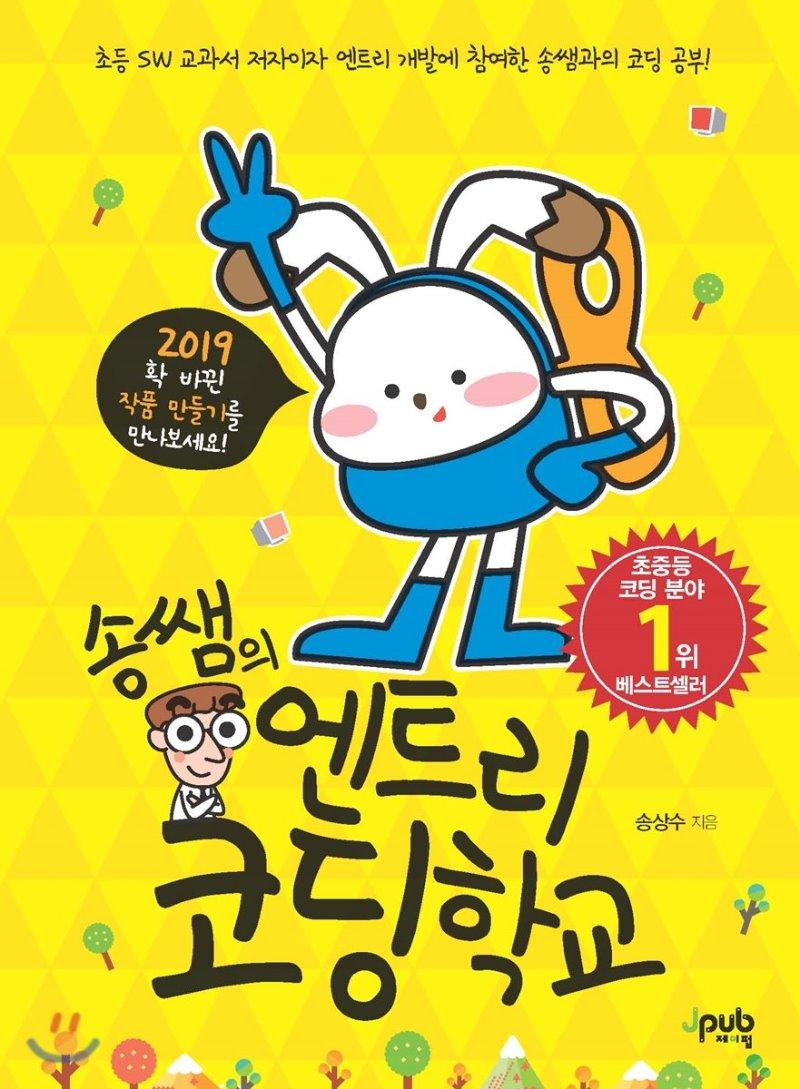 초등 SW 교과서 저자이자 엔트리 개발에 참여한 송쌤과의 코딩 공부!
2019
확 바뀐
작품 만들기를
만나보세요!
초중등
코딩 분야
1위
베스트셀러
송쌤의
엔트리
송상수 지음
코딩학교
Jpub
제이펍